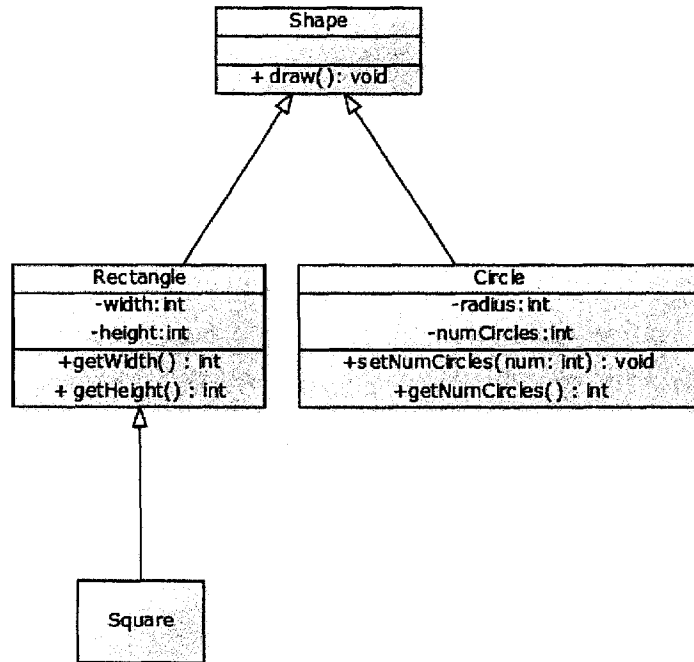 Shape
+ draw(): void
Rectangle
-width:int
-height:int
+getWidth() : int
+ getHeight() : int
Circle
-radius:int
-numCircles:int
+setNumCircles(num: int) : void
+getNumCircles() : int
Square